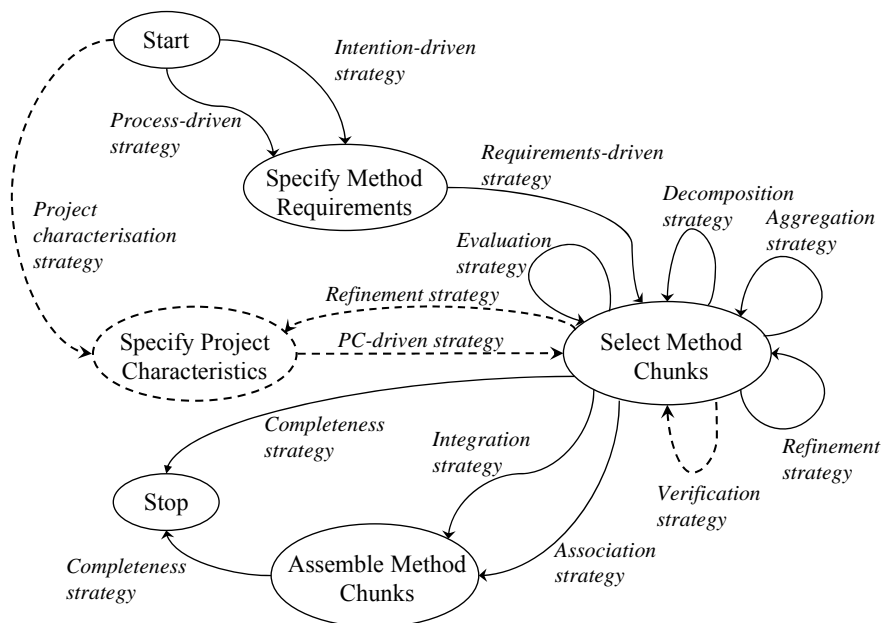 Start
Intention-driven
strategy
Process-driven
strategy
Specify Method
Requirements
Requirements-driven
strategy
Decomposition
strategy
Aggregation
strategy
Project
characterisation
strategy
Evaluation
strategy
Refinement strategy
Specify Project
Characteristics
PC-driven strategy
Select Method
Chunks
Completeness
strategy
Integration
strategy
Refinement
strategy
Verification
strategy
Stop
Completeness
strategy
Assemble Method
Chunks
Association
strategy